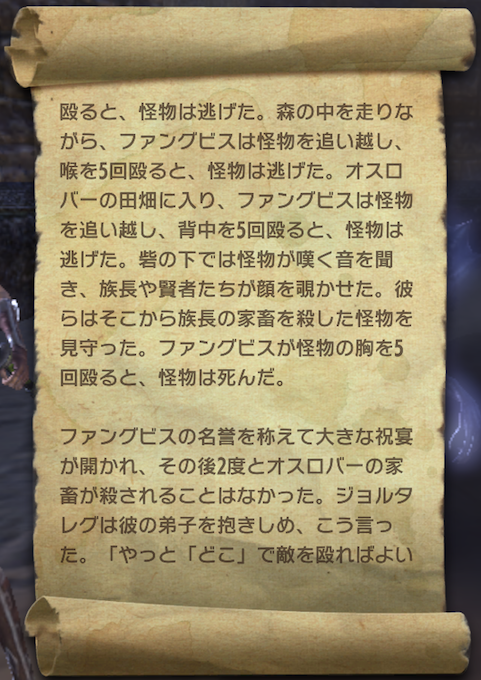 殴ると、怪物は逃げた。森の中を走りな
がら、ファングビスは怪物を追い越し、
喉を5回殴ると、怪物は逃げた。オスロ
バーの田畑に入り、ファングビスは怪物
を追い越し、背中を5回殴ると、怪物は
逃げた。砦の下では怪物が嘆く音を聞
き、族長や賢者たちが顔を覗かせた。彼
らはそこから族長の家畜を殺した怪物を
見守った。ファングビスが怪物の胸を5
回殴ると、怪物は死んだ。
ファングビスの名誉を称えて大きな祝宴
が開かれ、その後2度とオスロバーの家
畜が殺されることはなかった。ジョルタ
レグは彼の弟子を抱きしめ、こう言っ
た。「やっと「どこ」で敵を殴ればよい